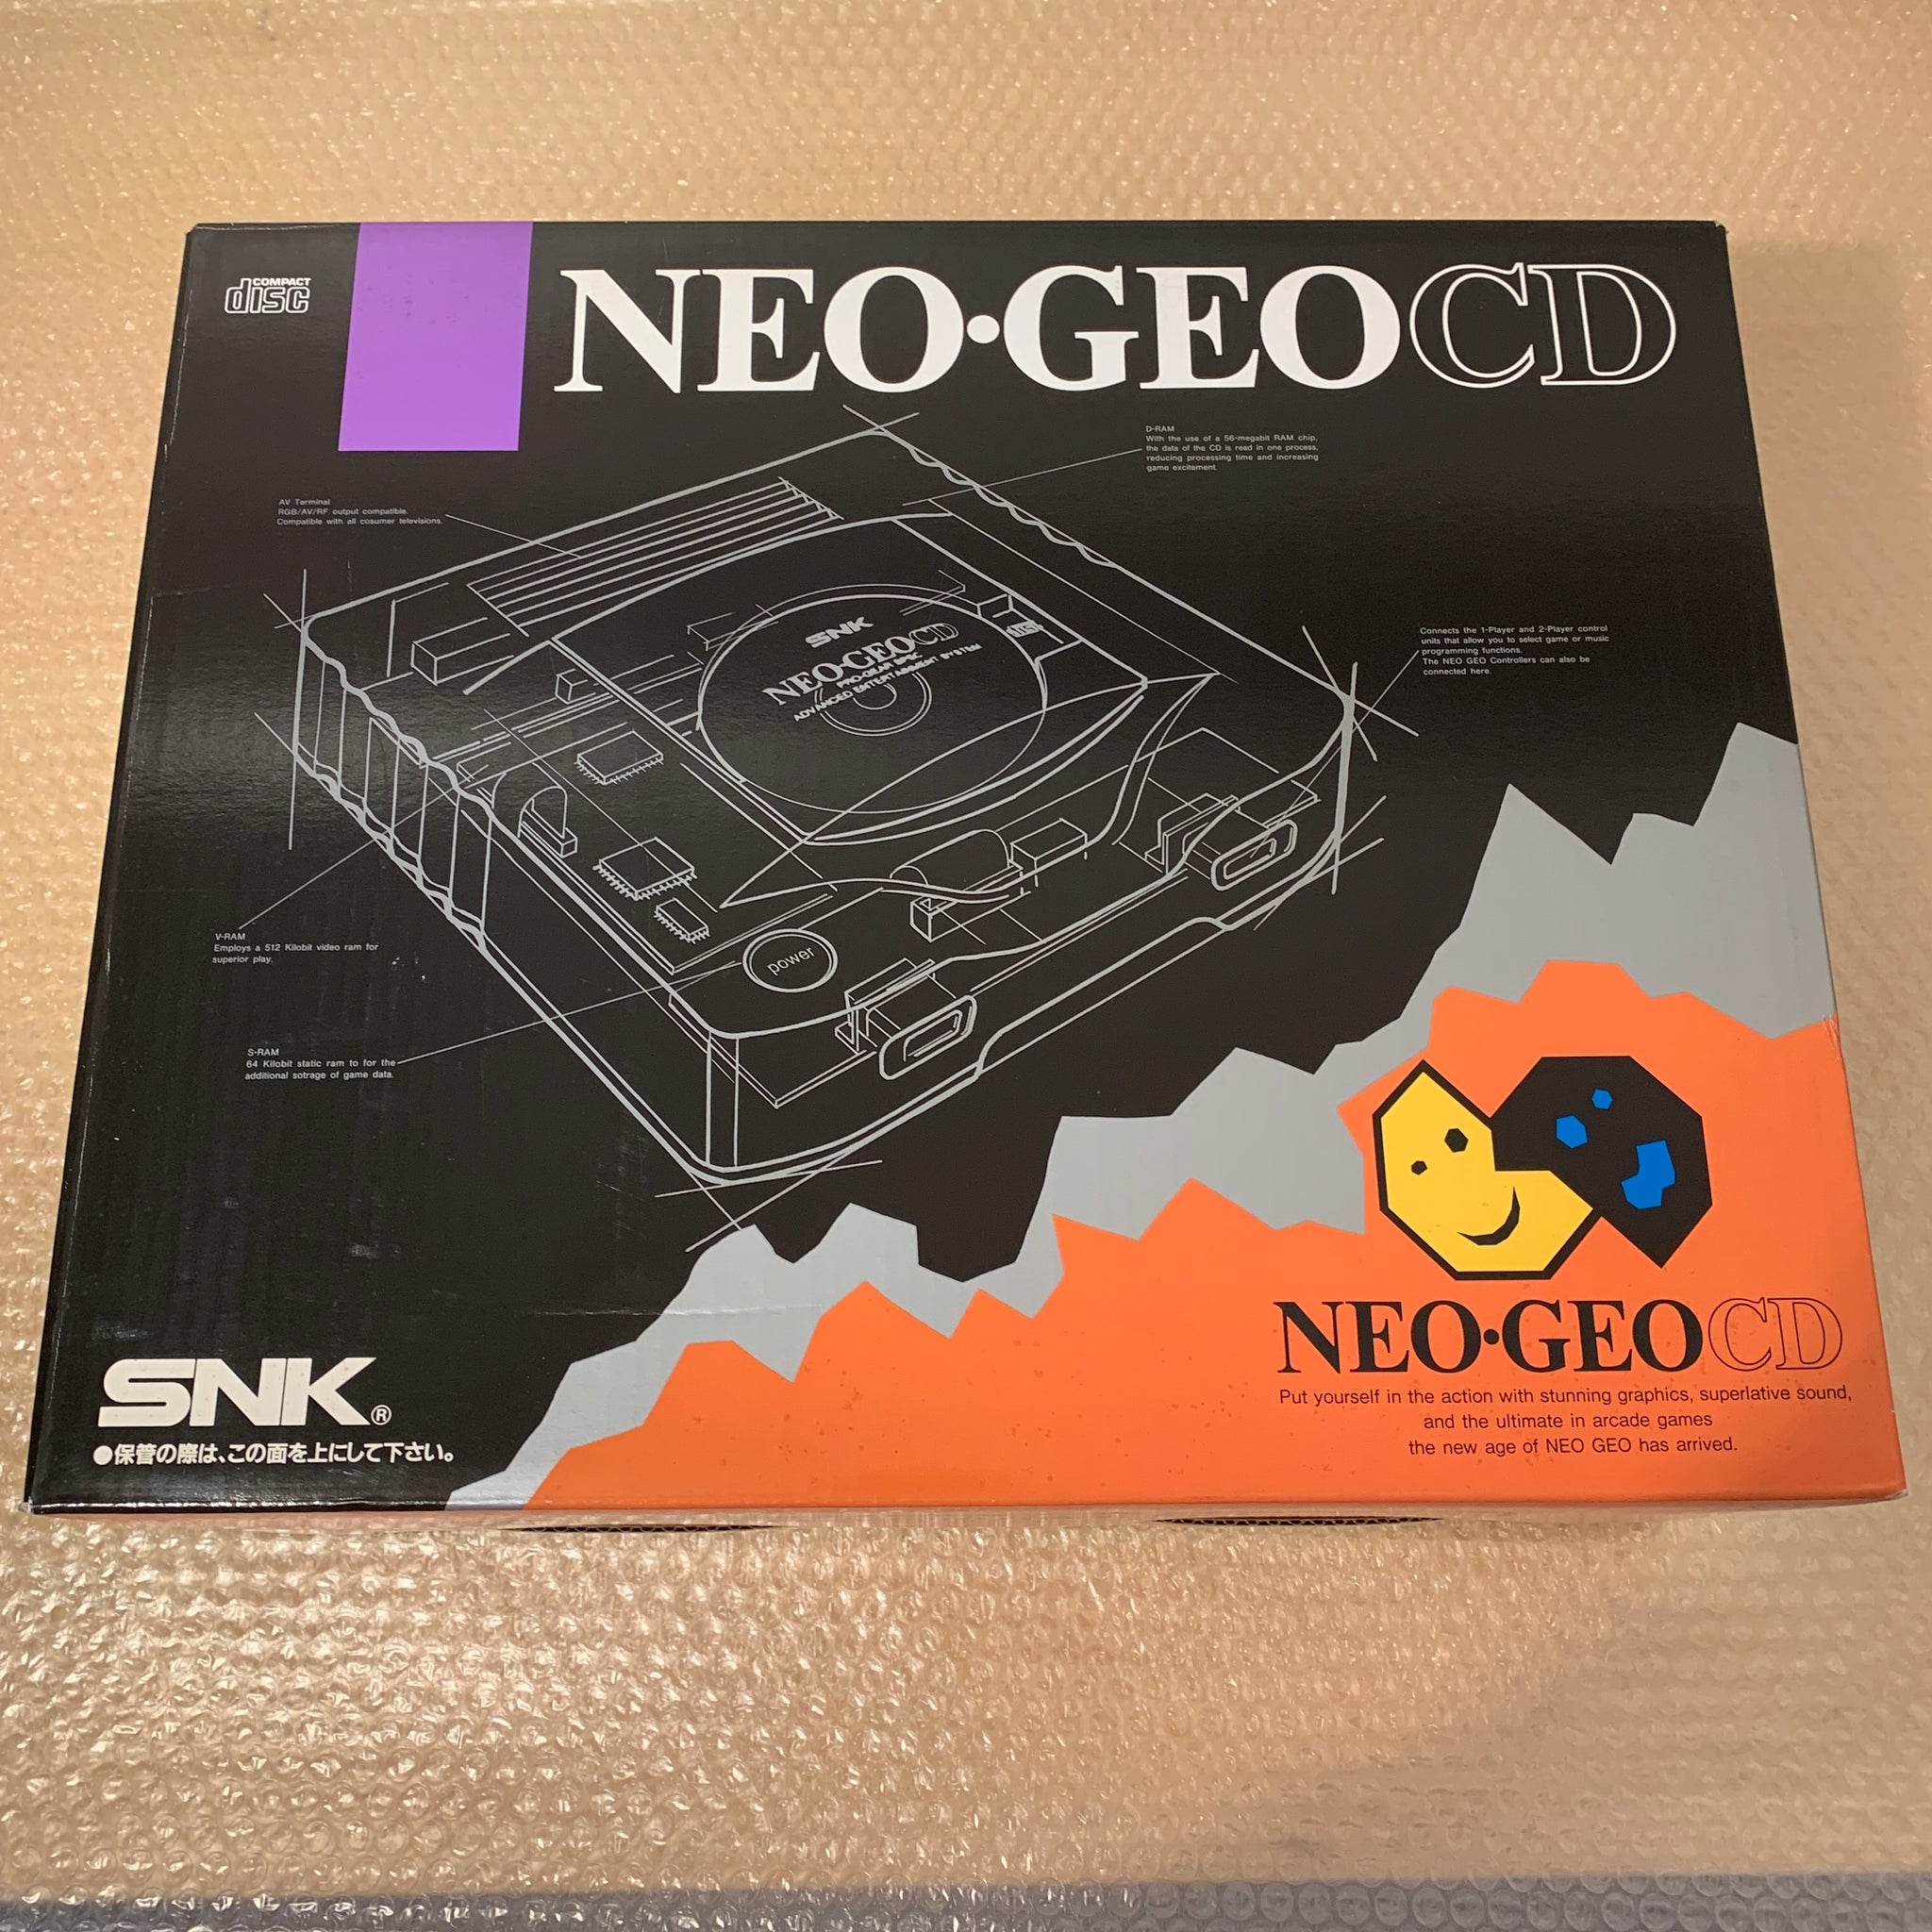 COMPACT
disc
NEO•GEOCD
D-RAM
With the use of a 56-megabit RAM chip,
the data of the CD is read in one process,
reducing processing time and increasing
game excitement.
AV Terminal
RGB/AV/RF output compatible.
Compatible with all cosumer televisions.
SNK
NEO•GEOCD
PRO-GEAR SPEC
ADVANCED ENTERTAINMENT SYSTEM
Connects the 1-Player and 2-Player control
units that allow you to select game or music
programming functions.
The NEO GEO Controllers can also be
connected here.
V-RAM
Employs a 512 Kilobit video ram for
superior play.
power
S-RAM
64 Kilobit static ram to for the
additional sotrage of game data.
NEO•GEOCD
Put yourself in the action with stunning graphics, superlative sound,
and the ultimate in arcade games
the new age of NEO GEO has arrived.
SNK®
●保管の際は、この面を上にして下さい。